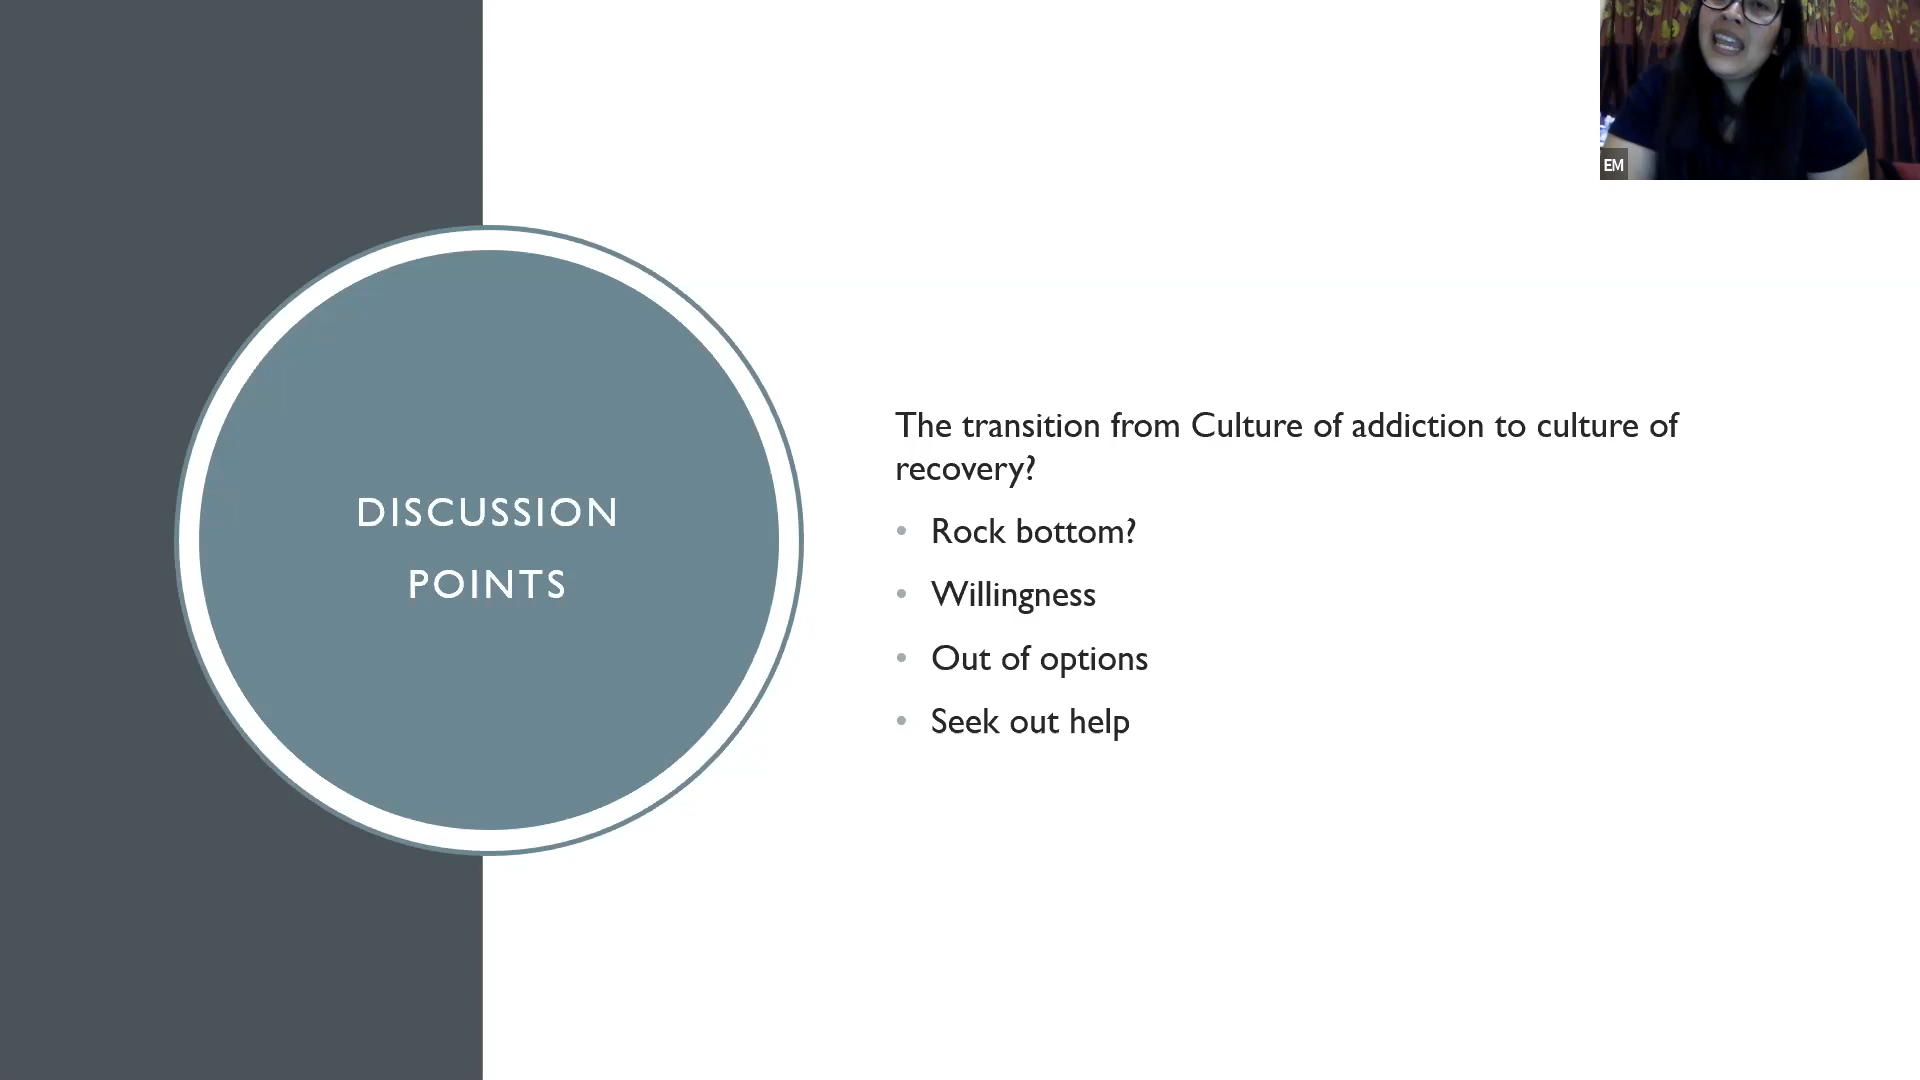 DISCUSSION
POINTS
The transition from Culture of addiction to culture of
recovery?
• Rock bottom?
• Willingness
• Out of options
• Seek out help
EM